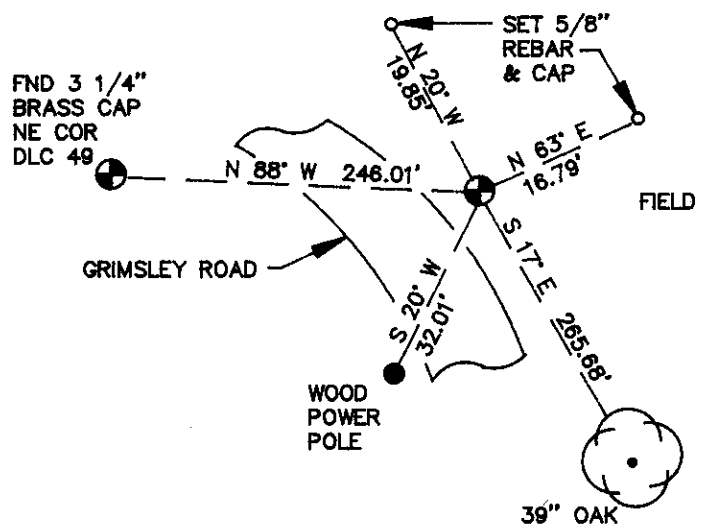 SET 5/8"
REBAR
& CAP
N 20° W
19.85'
FND 3 1/4"
BRASS CAP
NE COR
DLC 49
N 88° W 246.01'
N 63° E
16.79'
FIELD
GRIMSLEY ROAD
S 20° W
32.01'
S 17° E 265.68'
WOOD
POWER
POLE
39" OAK